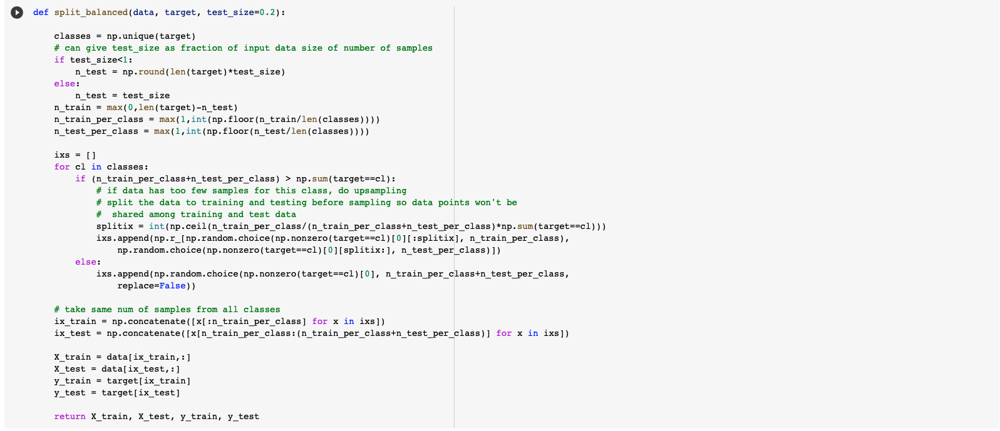 def split_balanced(data, target, test_size=0.2):
classes = np.unique(target)
# can give test_size as fraction of input data size of number of samples
if test_size<1:
n_test = np.round(len(target)*test_size)
else:
n_test = test_size
n_train = max(0,len(target)-n_test)
n_train_per_class = max(1,int(np.floor(n_train/len(classes))))
n_test_per_class = max(1,int(np.floor(n_test/len(classes))))
ixs = []
for cl in classes:
if (n_train_per_class+n_test_per_class) > np.sum(target==cl):
# if data has too few samples for this class, do upsampling
# split the data to training and testing before sampling so data points won't be
#  shared among training and test data
splitix = int(np.ceil(n_train_per_class/(n_train_per_class+n_test_per_class)*np.sum(target==cl)))
ixs.append(np.r_[np.random.choice(np.nonzero(target==cl)[0][:splitix], n_train_per_class),
np.random.choice(np.nonzero(target==cl)[0][splitix:], n_test_per_class)])
else:
ixs.append(np.random.choice(np.nonzero(target==cl)[0], n_train_per_class+n_test_per_class,
replace=False))
# take same num of samples from all classes
ix_train = np.concatenate([x[:n_train_per_class] for x in ixs])
ix_test = np.concatenate([x[n_train_per_class:(n_train_per_class+n_test_per_class)] for x in ixs])
X_train = data[ix_train,:]
X_test = data[ix_test,:]
y_train = target[ix_train]
y_test = target[ix_test]
return X_train, X_test, y_train, y_test